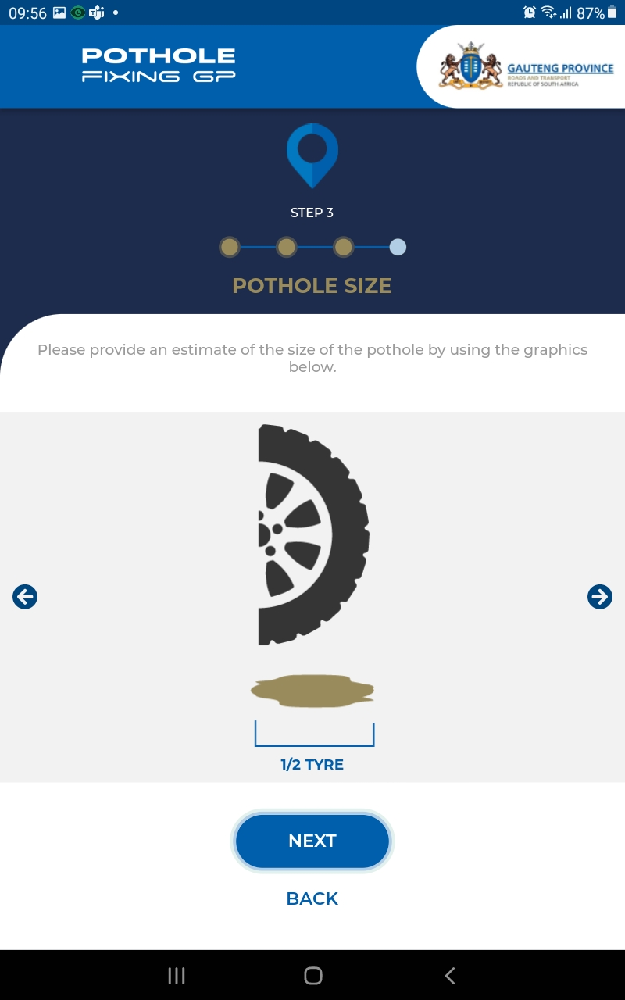 09:56 87%
POTHOLE
FIXING GP
GAUTENG PROVINCE
ROADS AND TRANSPORT
REPUBLIC OF SOUTH AFRICA
STEP 3
POTHOLE SIZE
Please provide an estimate of the size of the pothole by using the graphics
below.
1/2 TYRE
NEXT
BACK